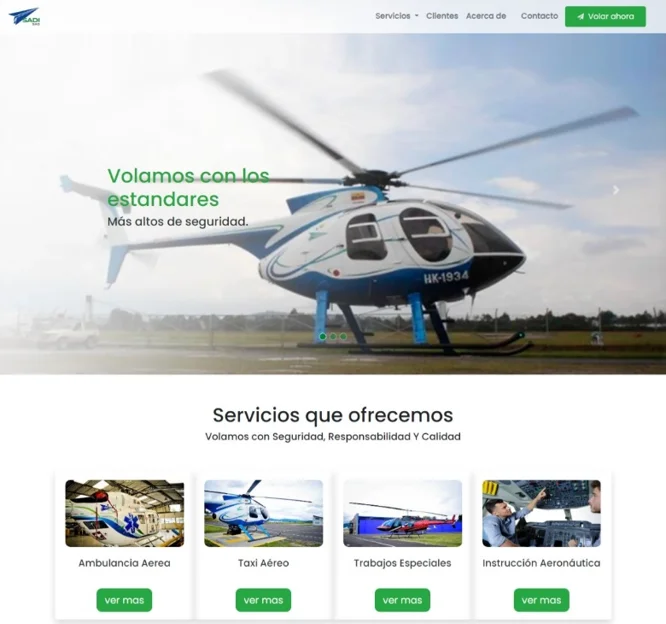 SADI
SAS
Servicios Clientes Acerca de Contacto Volar ahora
Volamos con los
estandares
Más altos de seguridad.
HK-1934
Servicios que ofrecemos
Volamos con Seguridad, Responsabilidad Y Calidad
Ambulancia Aerea Taxi Aéreo Trabajos Especiales Instrucción Aeronáutica
ver mas ver mas ver mas ver mas